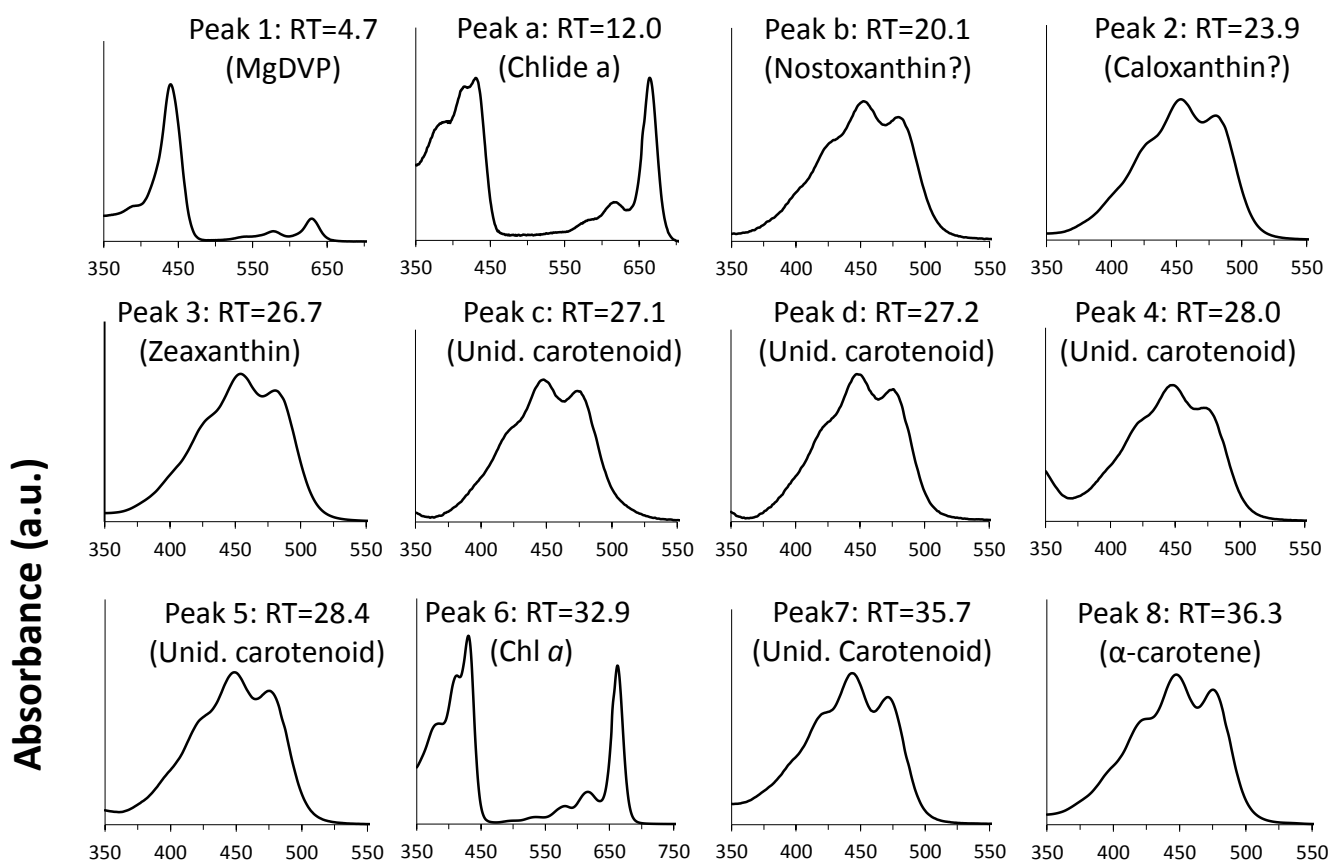 Peak 1: RT=4.7
(MgDVP)
Peak a: RT=12.0
(Chlide a)
Peak b: RT=20.1
(Nostoxanthin?)
Peak 2: RT=23.9
(Caloxanthin?)
350 450 550 650
350 450 550 650
350 400 450 500 550
350 400 450 500 550
Peak 3: RT=26.7
(Zeaxanthin)
Peak c: RT=27.1
(Unid. carotenoid)
Peak d: RT=27.2
(Unid. carotenoid)
Peak 4: RT=28.0
(Unid. carotenoid)
350 400 450 500 550
350 400 450 500 550
350 400 450 500 550
350 400 450 500 550
Absorbance (a.u.)
Peak 5: RT=28.4
(Unid. carotenoid)
Peak 6: RT=32.9
(Chl a)
Peak7: RT=35.7
(Unid. Carotenoid)
Peak 8: RT=36.3
(α-carotene)
350 400 450 500 550
350 450 550 650 750
350 400 450 500 550
350 400 450 500 550